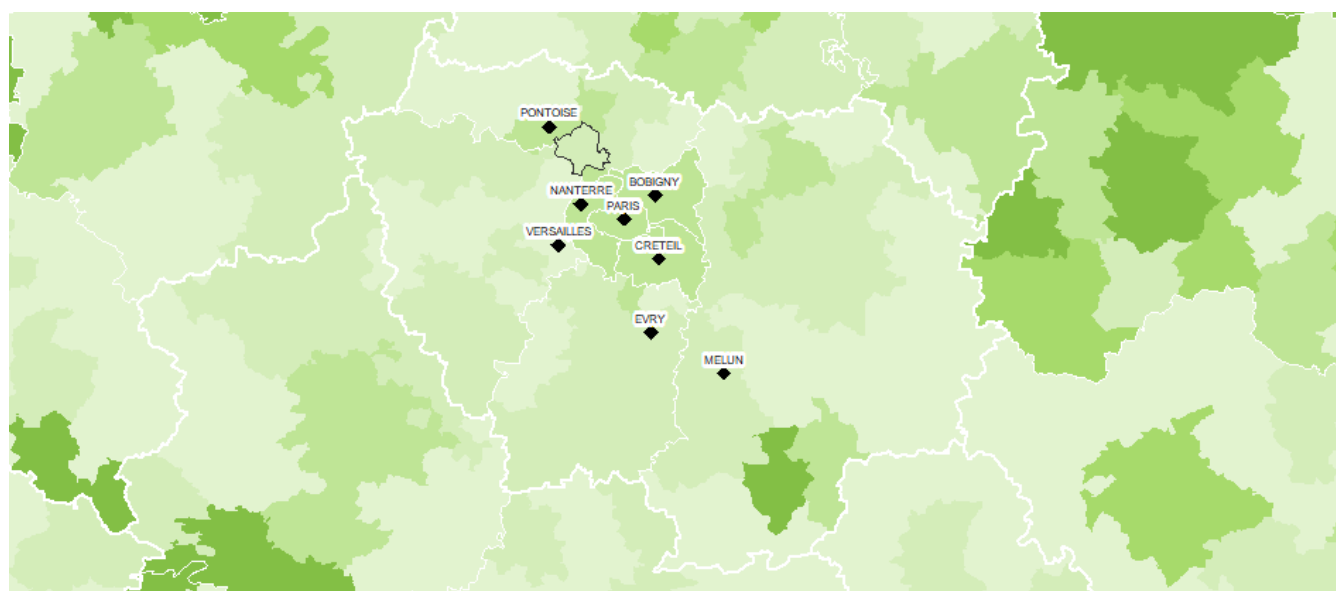 PONTOISE
BOBIGNY
NANTERRE
PARIS
VERSAILLES
CRETEIL
EVRY
MELUN